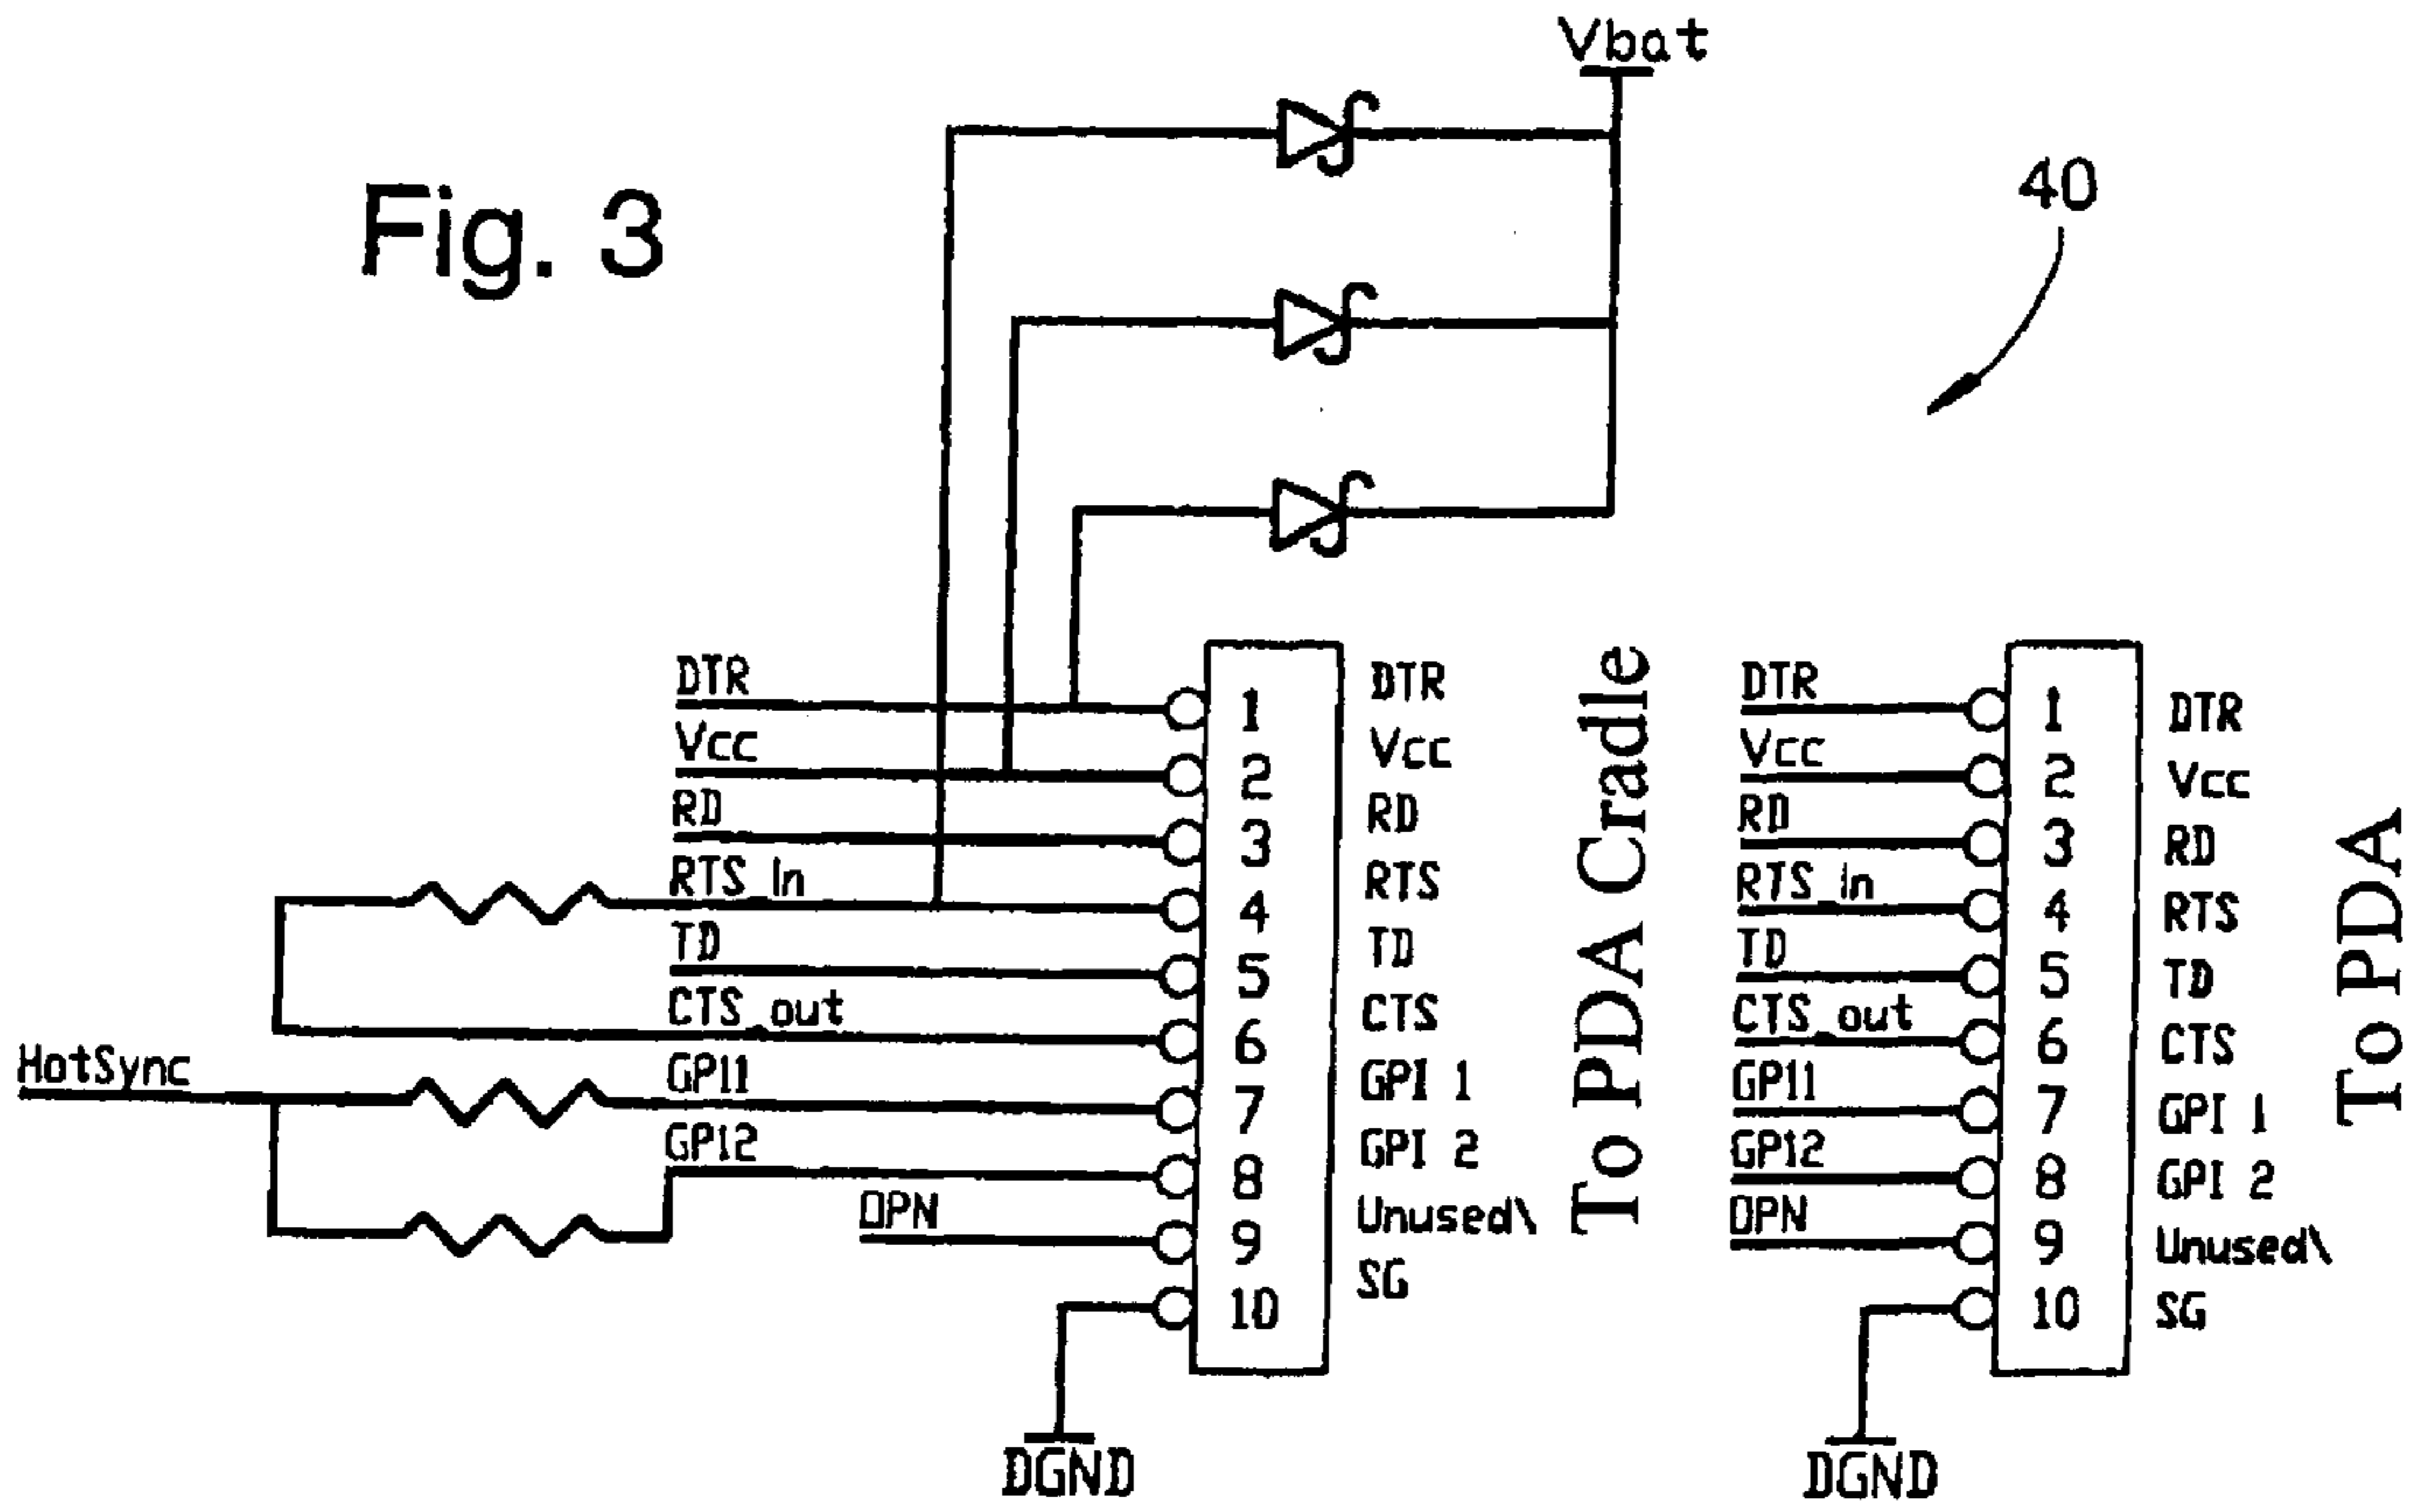 Vbat
40
Fig. 3
DTR
Vcc
RD
RTS_in
TD
CTS_out
HotSync
GPi1
GPi2
OPN
DGND
1
2
3
4
5
6
7
8
9
10
DTR
Vcc
RD
RTS
TD
CTS
GPI 1
GPI 2
Unused\
SG
To PDA Cradle
DTR
Vcc
RD
RTS_in
TD
CTS_out
GPi1
GPi2
OPN
DGND
1
2
3
4
5
6
7
8
9
10
DTR
Vcc
RD
RTS
TD
CTS
GPI 1
GPI 2
Unused\
SG
To PDA